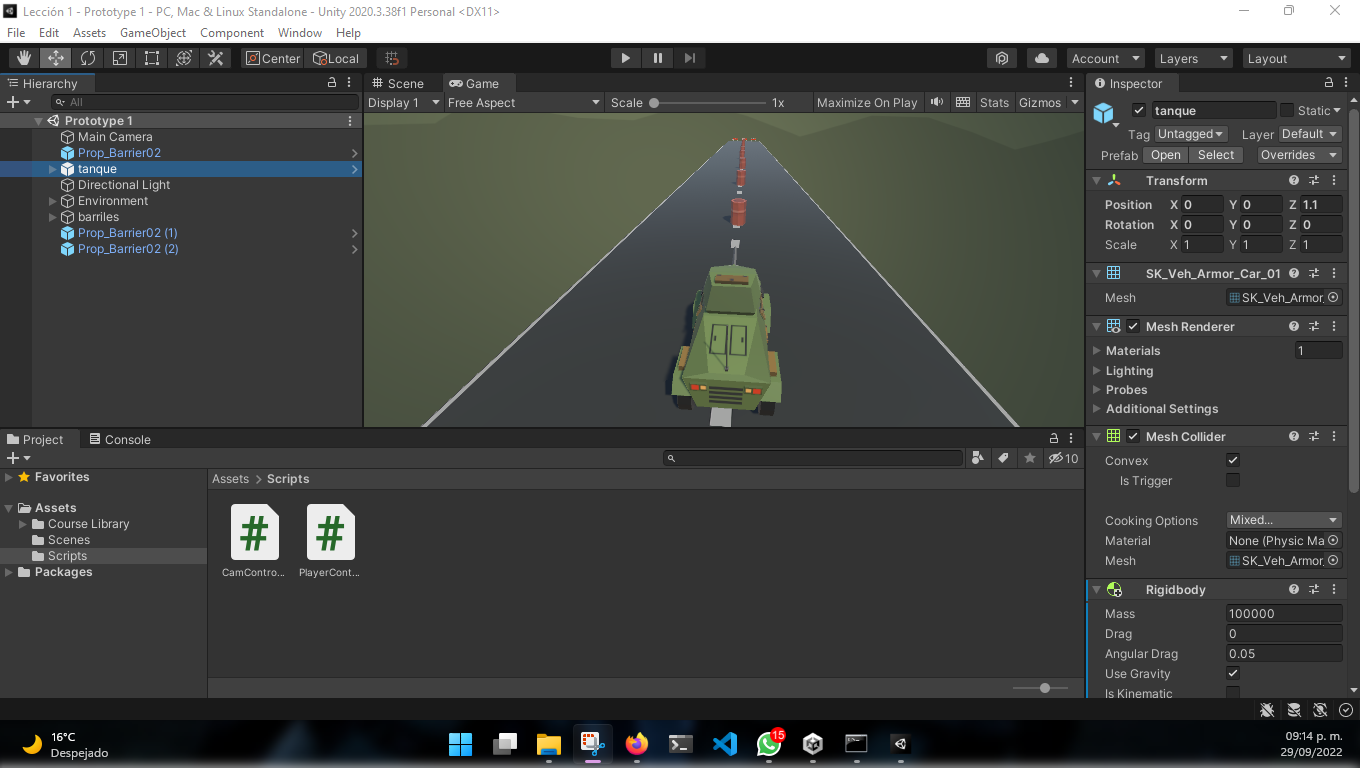 Lección 1 - Prototype 1 - PC, Mac & Linux Standalone - Unity 2020.3.38f1 Personal <DX11>
File Edit Assets GameObject Component Window Help
Center Local Account Layers Layout
Hierarchy
All
Prototype 1
Main Camera
Prop_Barrier02
tanque
Directional Light
Environment
barriles
Prop_Barrier02 (1)
Prop_Barrier02 (2)
Scene Game
Display 1 Free Aspect Scale 1x Maximize On Play Stats Gizmos
Inspector
tanque Static
Tag Untagged Layer Default
Prefab Open Select Overrides
Transform
Position X 0 Y 0 Z 1.1
Rotation X 0 Y 0 Z 0
Scale X 1 Y 1 Z 1
SK_Veh_Armor_Car_01
Mesh SK_Veh_Armor_
Mesh Renderer
Materials 1
Lighting
Probes
Additional Settings
Mesh Collider
Convex
Is Trigger
Cooking Options Mixed...
Material None (Physic Ma
Mesh SK_Veh_Armor_
Rigidbody
Mass 100000
Drag 0
Angular Drag 0.05
Use Gravity
Is Kinematic
Project Console
10
Favorites
Assets
Course Library
Scenes
Scripts
Packages
Assets > Scripts
CamContro... PlayerCont...
16°C
Despejado
15
09:14 p. m.
29/09/2022